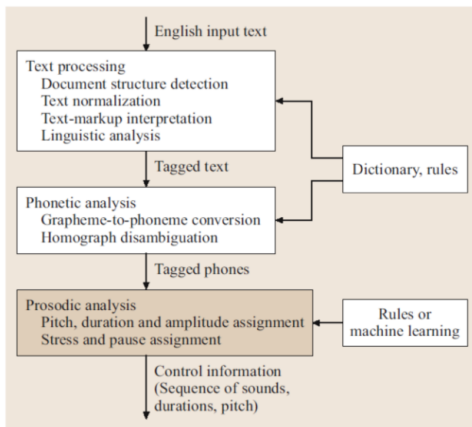 English input text
Text processing
Document structure detection
Text normalization
Text-markup interpretation
Linguistic analysis
Dictionary, rules
Tagged text
Phonetic analysis
Grapheme-to-phoneme conversion
Homograph disambiguation
Tagged phones
Prosodic analysis
Pitch, duration and amplitude assignment
Stress and pause assignment
Rules or
machine learning
Control information
(Sequence of sounds,
durations, pitch)